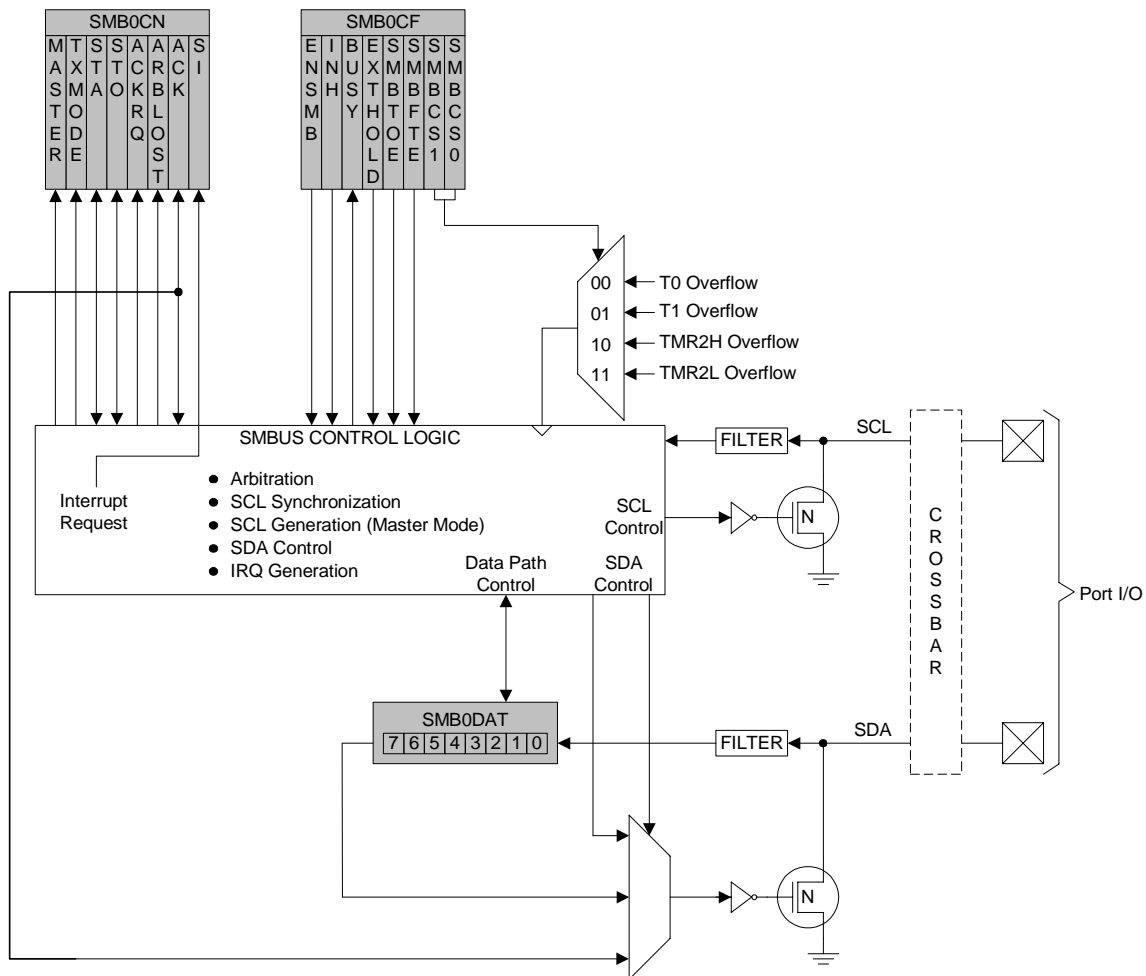 SMB0CN
MASTER
TXMODE
STA
STO
ACKRQ
ARBLOST
ACK
SI
SMB0CF
ENSMB
INH
BUSY
EXTHOLD
SMBTOE
SMBFTE
SMBCS1
SMBCS0
00
01
10
11
T0 Overflow
T1 Overflow
TMR2H Overflow
TMR2L Overflow
SMBUS CONTROL LOGIC
Interrupt
Request
● Arbitration
● SCL Synchronization
● SCL Generation (Master Mode)
● SDA Control
● IRQ Generation
SCL
Control
Data Path
Control
SDA
Control
FILTER
SCL
N
CROSSBAR
Port I/O
SMB0DAT
7 6 5 4 3 2 1 0
FILTER
SDA
N